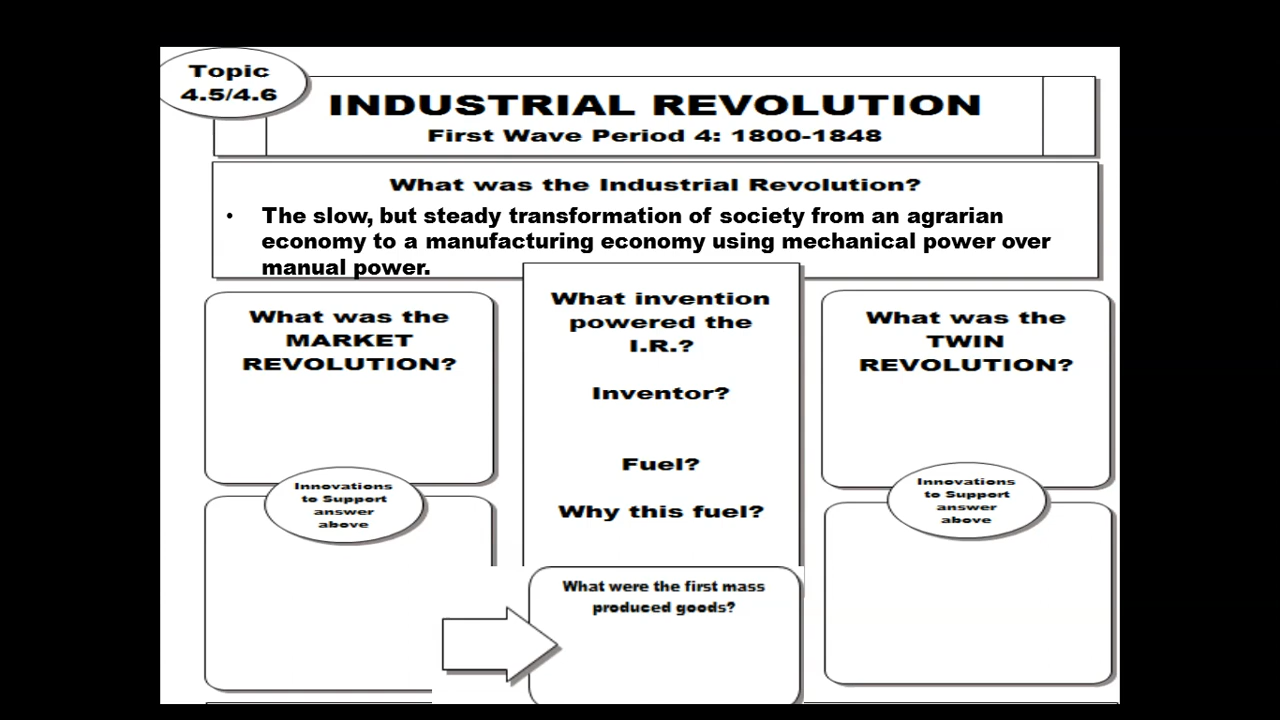 Topic
4.5/4.6
INDUSTRIAL REVOLUTION
First Wave Period 4: 1800-1848
What was the Industrial Revolution?
• The slow, but steady transformation of society from an agrarian
economy to a manufacturing economy using mechanical power over
manual power.
What was the
MARKET
REVOLUTION?
Innovations
to Support
answer
above
What invention
powered the
I.R.?
Inventor?
Fuel?
Why this fuel?
What were the first mass
produced goods?
What was the
TWIN
REVOLUTION?
Innovations
to Support
answer
above